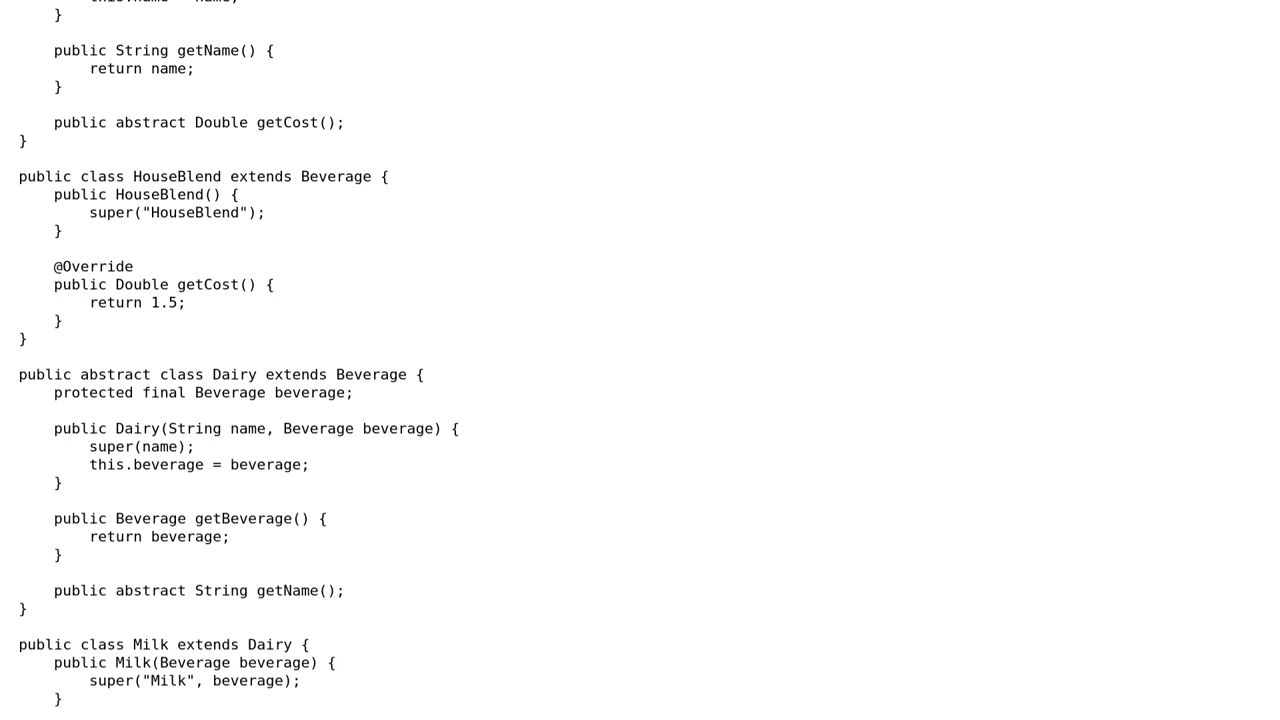 }

    public String getName() {
        return name;
    }

    public abstract Double getCost();
}

public class HouseBlend extends Beverage {
    public HouseBlend() {
        super("HouseBlend");
    }

    @Override
    public Double getCost() {
        return 1.5;
    }
}

public abstract class Dairy extends Beverage {
    protected final Beverage beverage;

    public Dairy(String name, Beverage beverage) {
        super(name);
        this.beverage = beverage;
    }

    public Beverage getBeverage() {
        return beverage;
    }

    public abstract String getName();
}

public class Milk extends Dairy {
    public Milk(Beverage beverage) {
        super("Milk", beverage);
    }